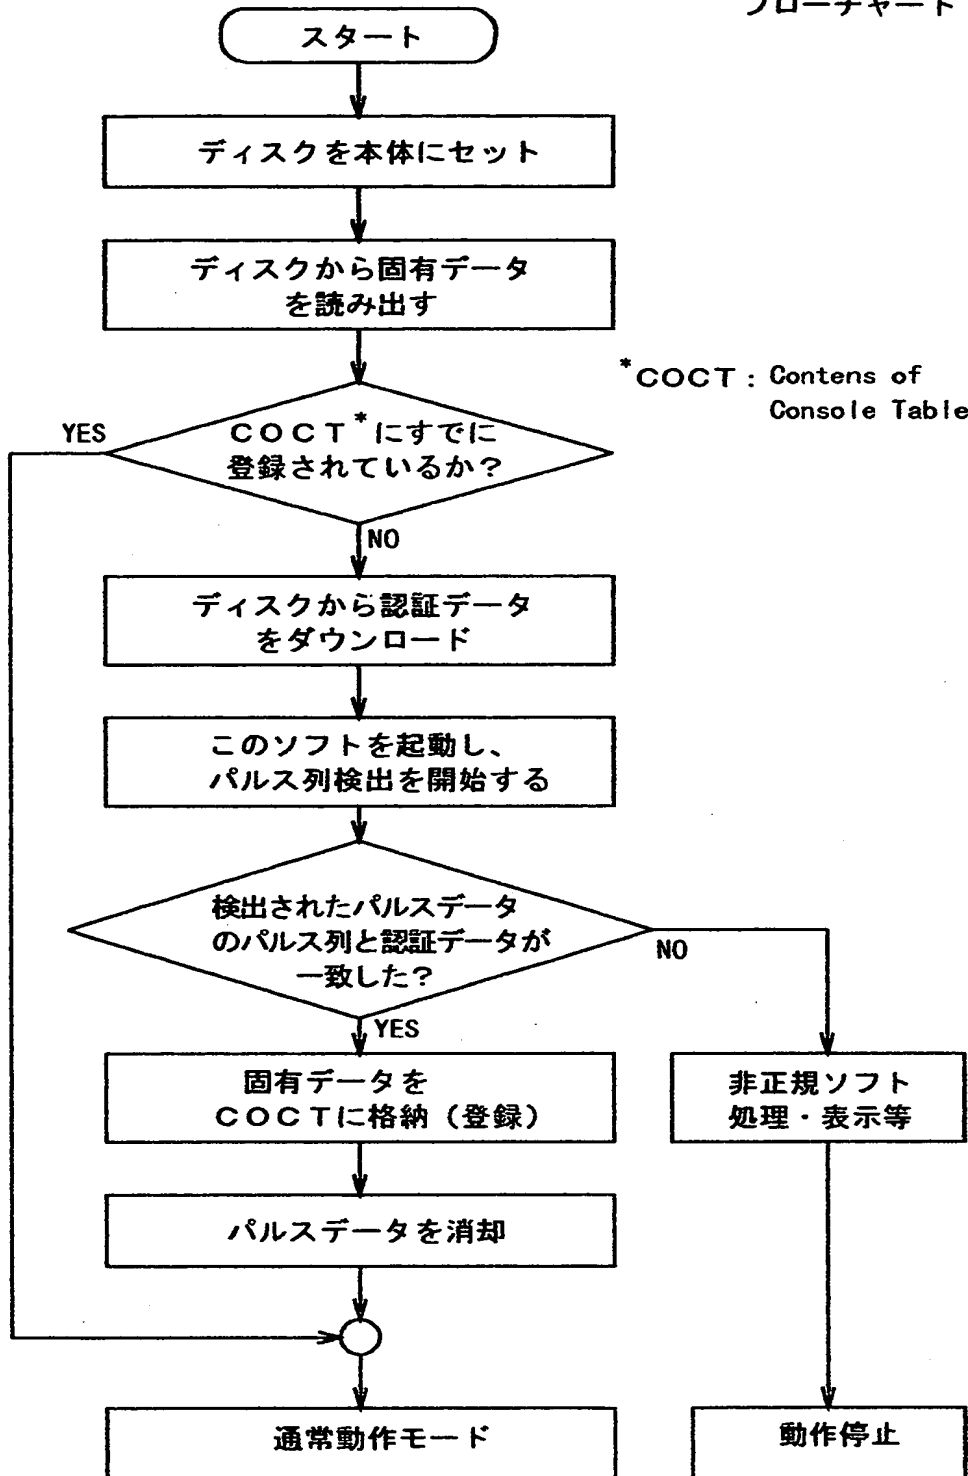 フローチャート
スタート
ディスクを本体にセット
ディスクから固有データ
を読み出す
*COCT : Contens of
Console Table
YES
COCT*にすでに
登録されているか？
NO
ディスクから認証データ
をダウンロード
このソフトを起動し、
パルス列検出を開始する
検出されたパルスデータ
のパルス列と認証データが
一致した？
NO
YES
固有データを
COCTに格納（登録）
非正規ソフト
処理・表示等
パルスデータを消却
通常動作モード
動作停止